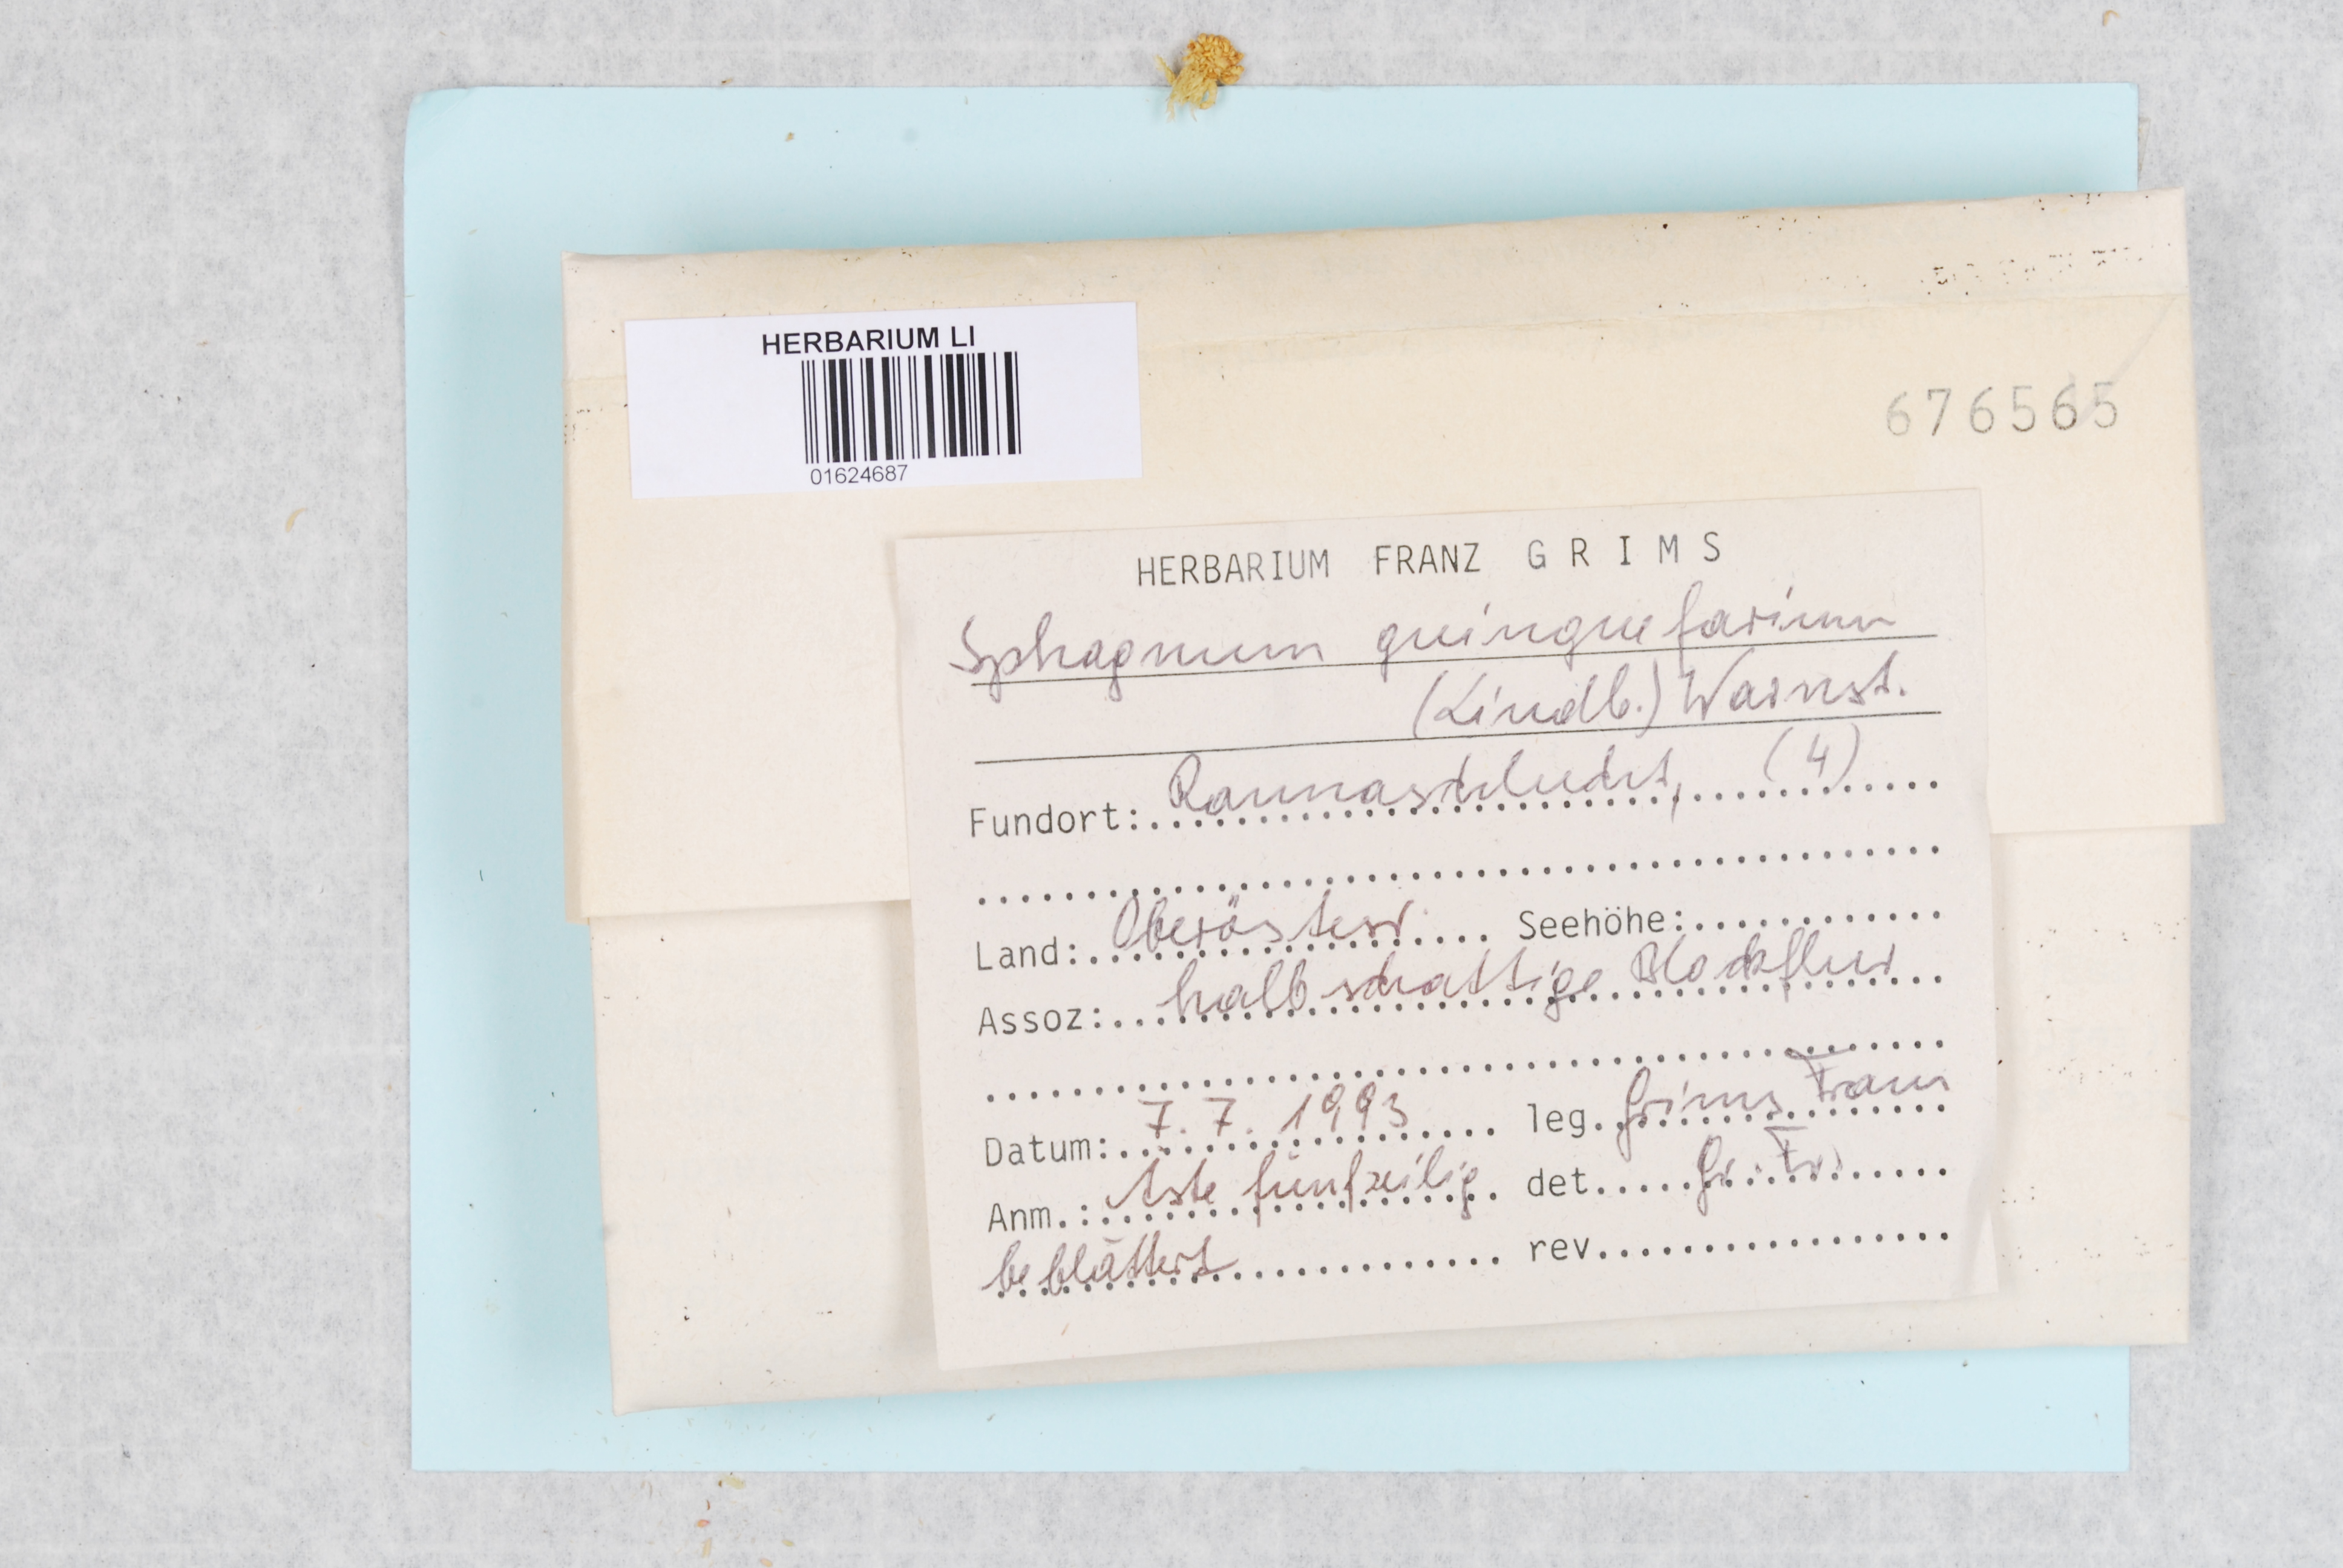 HERBARIUM LI
01624687
676565
HERBARIUM FRANZ GRIMS
Sphagnum quinquefarium
(Lindb.) Warnst.
Fundort: Rannaschlucht, (4)
Land: Oberösterr. Seehöhe:
Assoz: halbschattige Blockflur
Datum: 7. 7. 1993 leg. Grims Franz
Anm.: Äste fünfzeilig det. Gr. Fr.
beblättert rev.